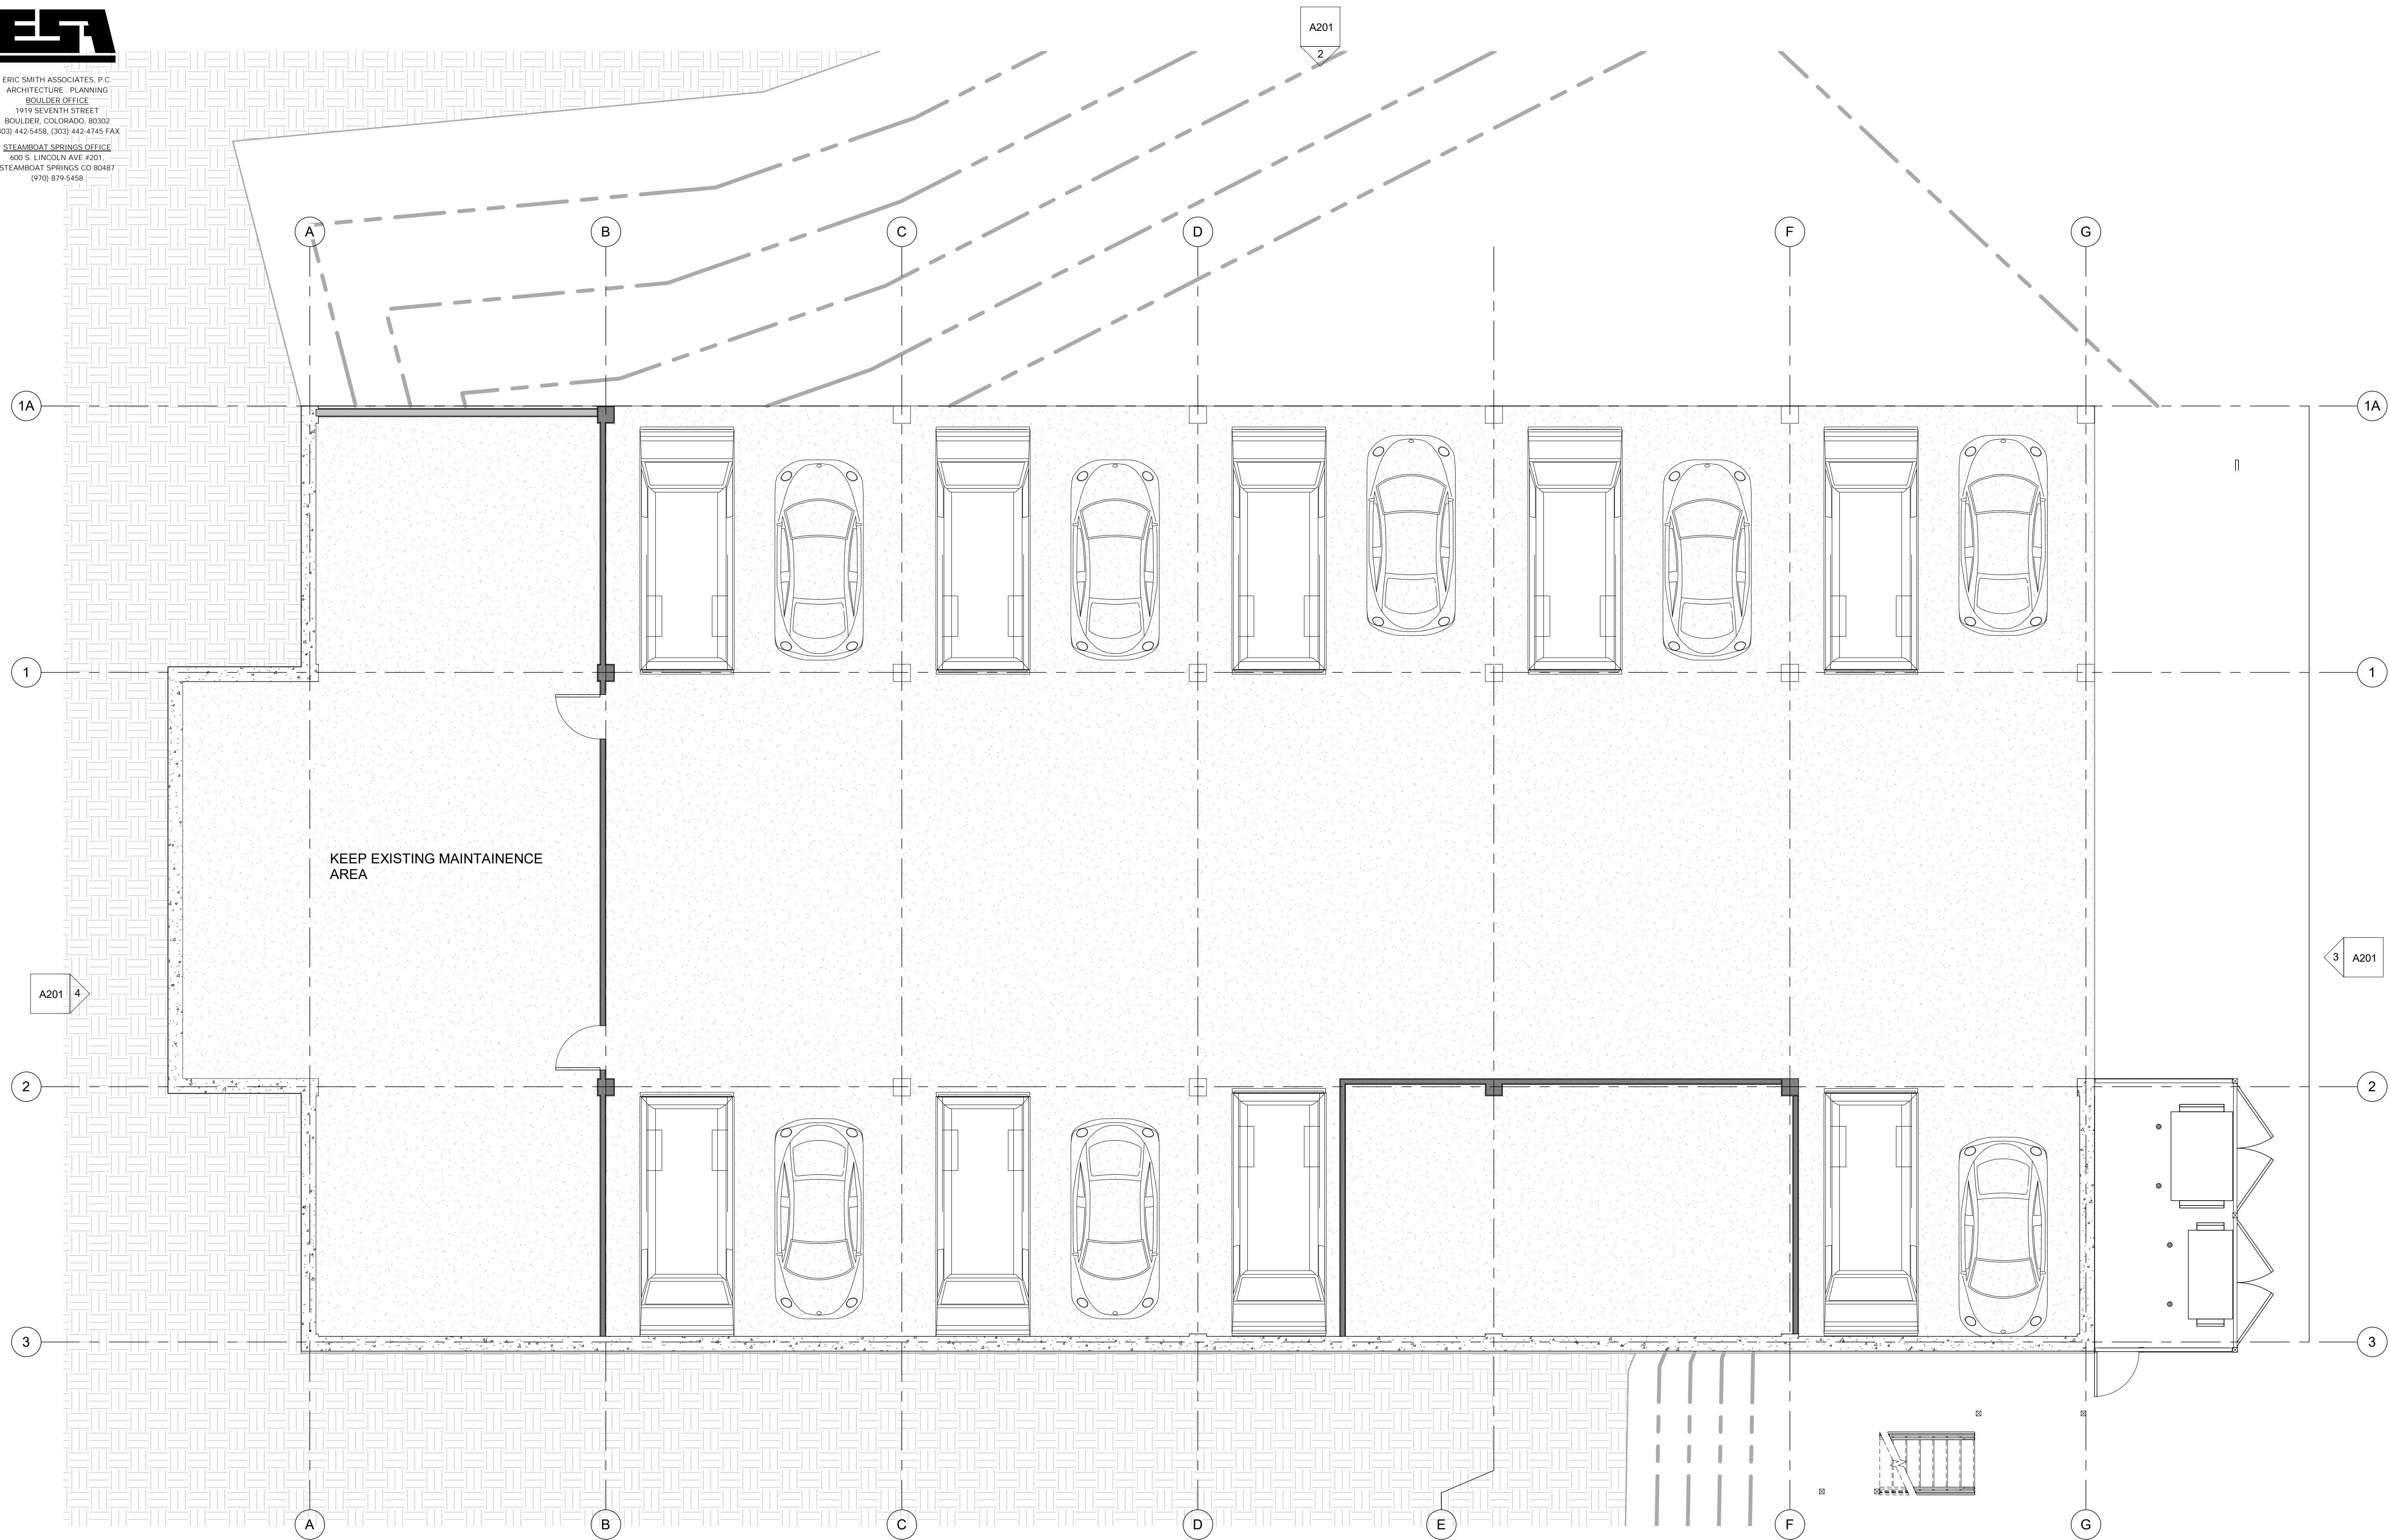 ESA
ERIC SMITH ASSOCIATES, P.C.
ARCHITECTURE . PLANNING
BOULDER OFFICE
1919 SEVENTH STREET
BOULDER, COLORADO, 80302
303) 442-5458, (303) 442-4745 FAX
STEAMBOAT SPRINGS OFFICE
600 S. LINCOLN AVE #201,
STEAMBOAT SPRINGS CO 80487
(970) 879-5458
A201
2
A
B
C
D
F
G
1A
1A
1
1
KEEP EXISTING MAINTAINENCE
AREA
A201 4
3 A201
2
2
3
3
A
B
C
D
E
F
G